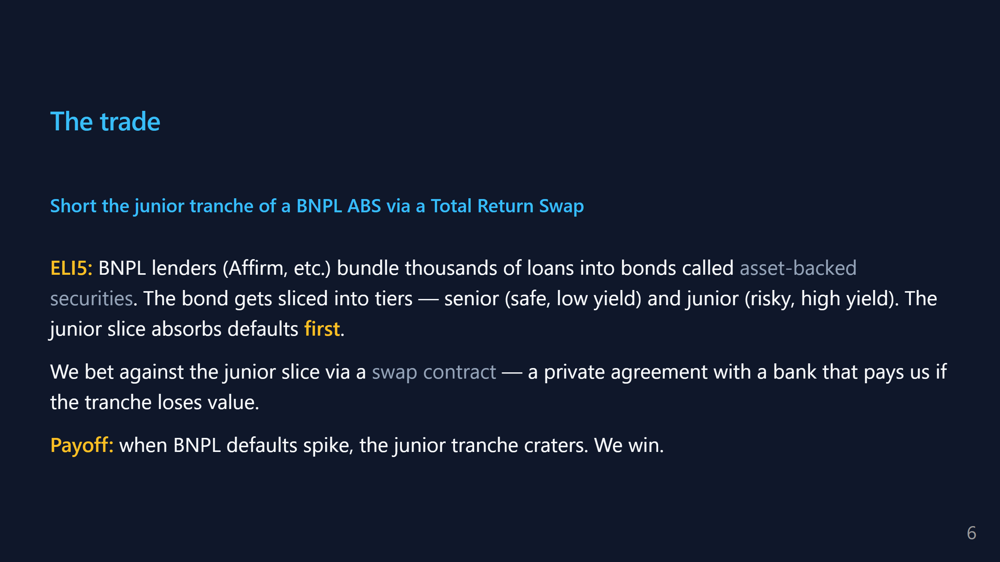 The trade
Short the junior tranche of a BNPL ABS via a Total Return Swap
ELI5: BNPL lenders (Affirm, etc.) bundle thousands of loans into bonds called asset-backed
securities. The bond gets sliced into tiers — senior (safe, low yield) and junior (risky, high yield). The
junior slice absorbs defaults first.
We bet against the junior slice via a swap contract — a private agreement with a bank that pays us if
the tranche loses value.
Payoff: when BNPL defaults spike, the junior tranche craters. We win.
6